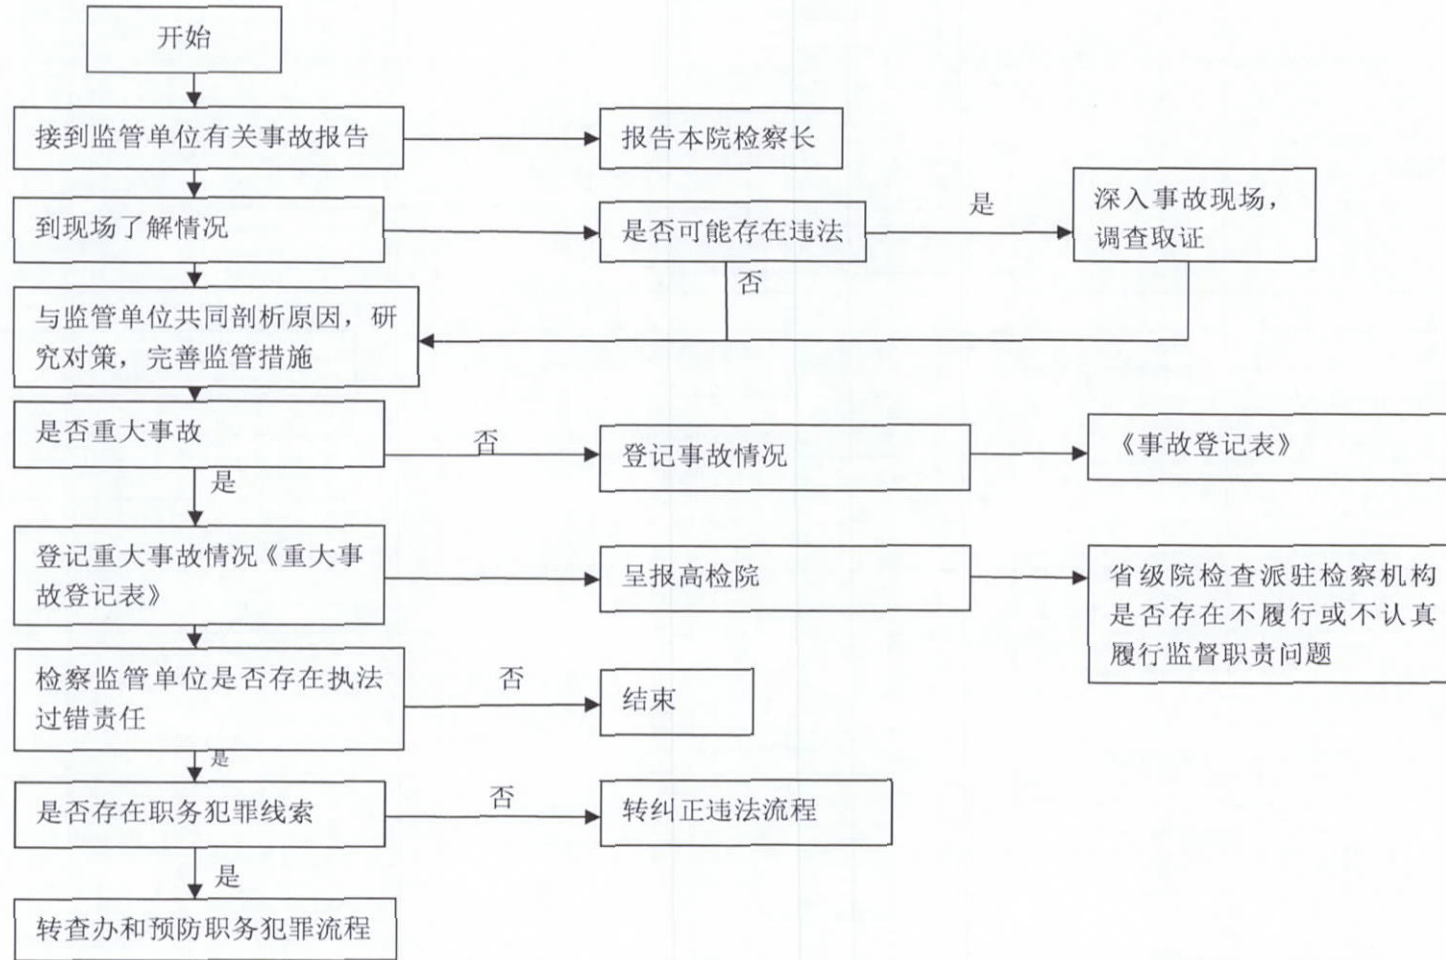 开始
接到监管单位有关事故报告
报告本院检察长
到现场了解情况
是否可能存在违法
是
深入事故现场，
调查取证
否
与监管单位共同剖析原因，研
究对策，完善监管措施
是否重大事故
否
登记事故情况
《事故登记表》
是
登记重大事故情况《重大事
故登记表》
呈报高检院
省级院检查派驻检察机构
是否存在不履行或不认真
履行监督职责问题
检察监管单位是否存在执法
过错责任
否
结束
是
是否存在职务犯罪线索
否
转纠正违法流程
是
转查办和预防职务犯罪流程